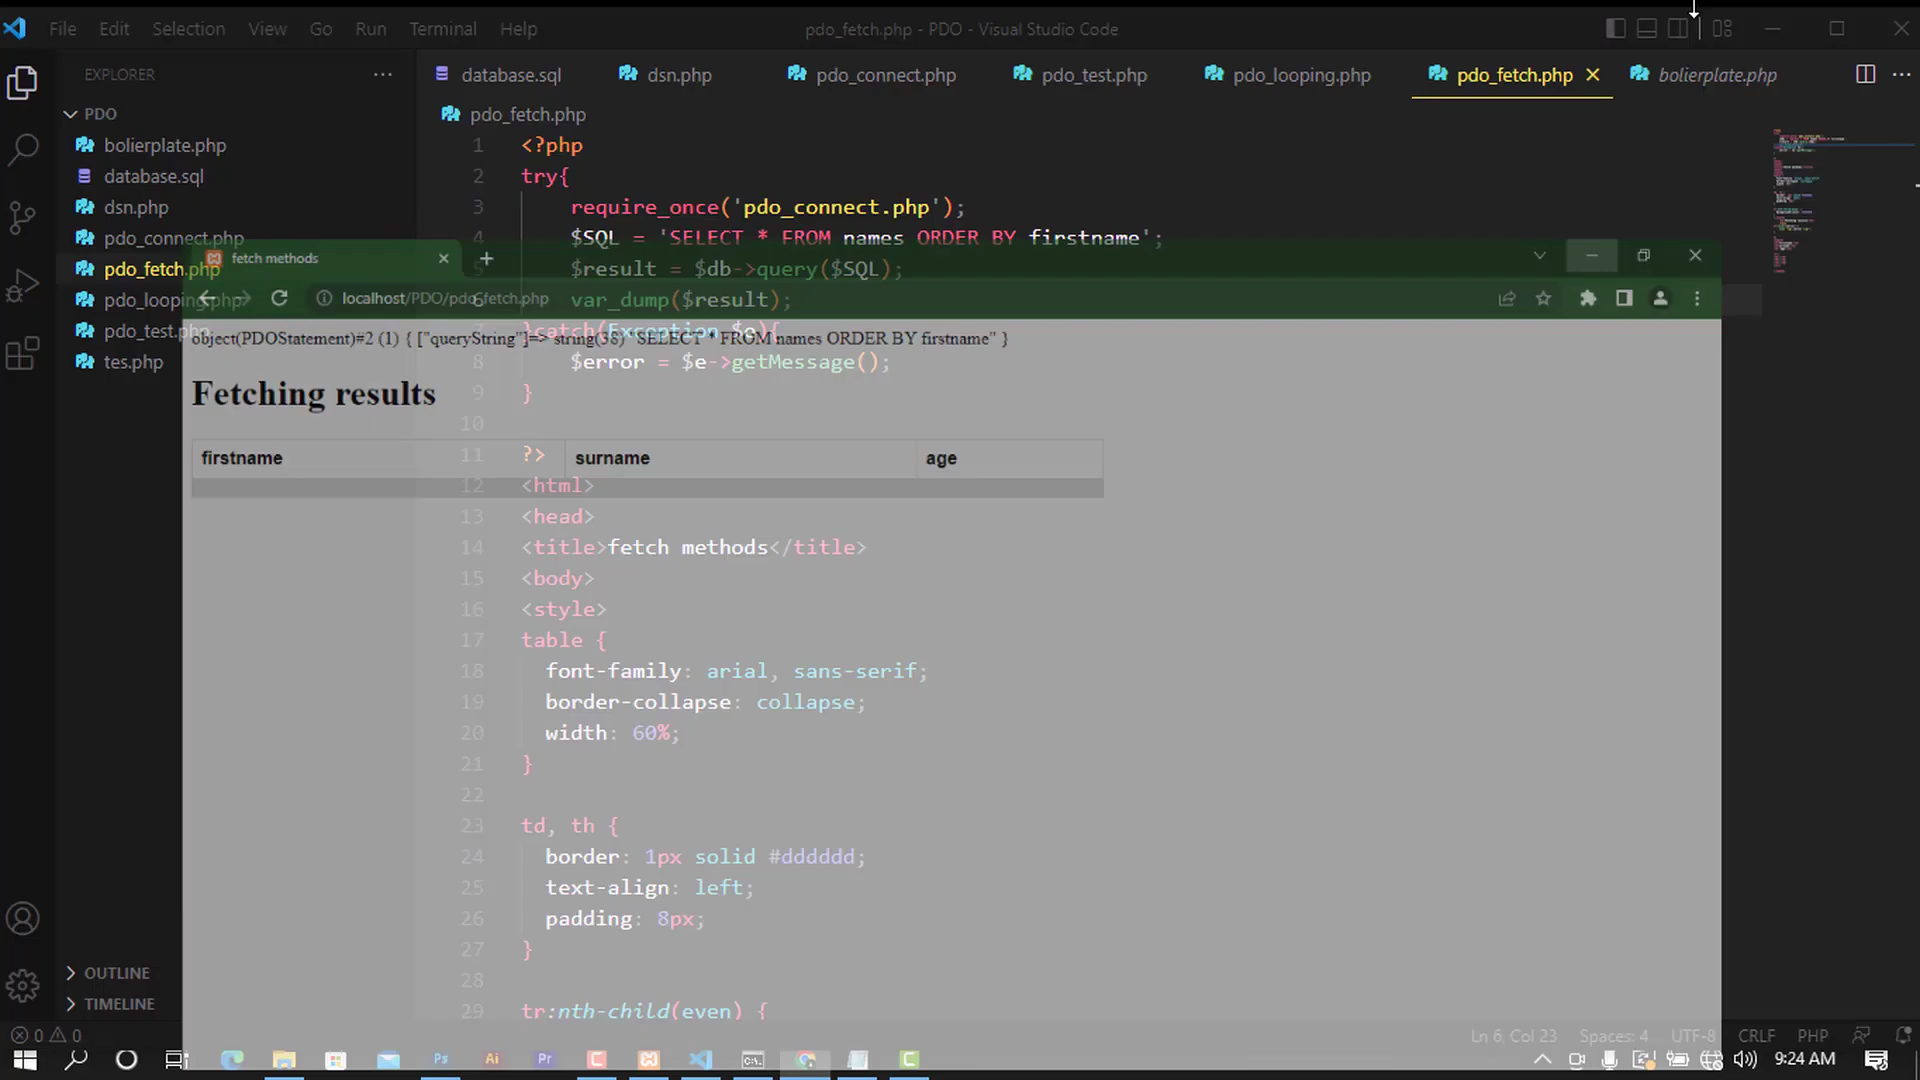 File Edit Selection View Go Run Terminal Help
pdo_fetch.php - PDO - Visual Studio Code
EXPLORER
PDO
bolierplate.php
database.sql
dsn.php
pdo_connect.php
pdo_fetch.php
pdo_looping.php
pdo_test.php
tes.php
OUTLINE
TIMELINE
database.sql dsn.php pdo_connect.php pdo_test.php pdo_looping.php pdo_fetch.php bolierplate.php
pdo_fetch.php
1 <?php
2 try{
3 require_once('pdo_connect.php');
4 $SQL = 'SELECT * FROM names ORDER BY firstname';
5 $result = $db->query($SQL);
6 var_dump($result);
7 }catch(Exception $e){
8 $error = $e->getMessage();
9 }
10
11 ?>
12 <html>
13 <head>
14 <title>fetch methods</title>
15 <body>
16 <style>
17 table {
18 font-family: arial, sans-serif;
19 border-collapse: collapse;
20 width: 60%;
21 }
22
23 td, th {
24 border: 1px solid #dddddd;
25 text-align: left;
26 padding: 8px;
27 }
28
29 tr:nth-child(even) {
fetch methods
localhost/PDO/pdo_fetch.php
object(PDOStatement)#2 (1) { ["queryString"]=> string(38) "SELECT * FROM names ORDER BY firstname" }
Fetching results
firstname surname age
0 0
Ln 6, Col 23 Spaces: 4 UTF-8 CRLF PHP
Ps Ai Pr
9:24 AM